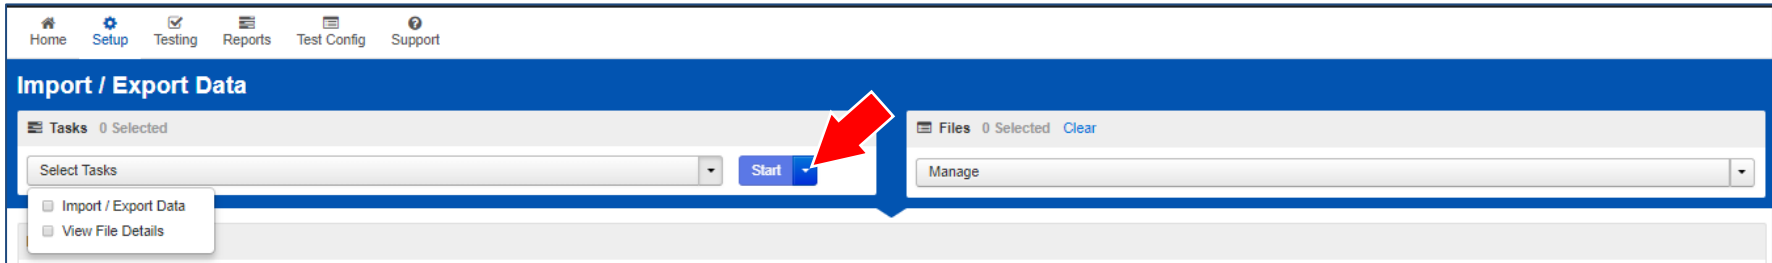 Home Setup Testing Reports Test Config Support
Import / Export Data
Tasks 0 Selected
Select Tasks Start
Import / Export Data
View File Details
Files 0 Selected Clear
Manage